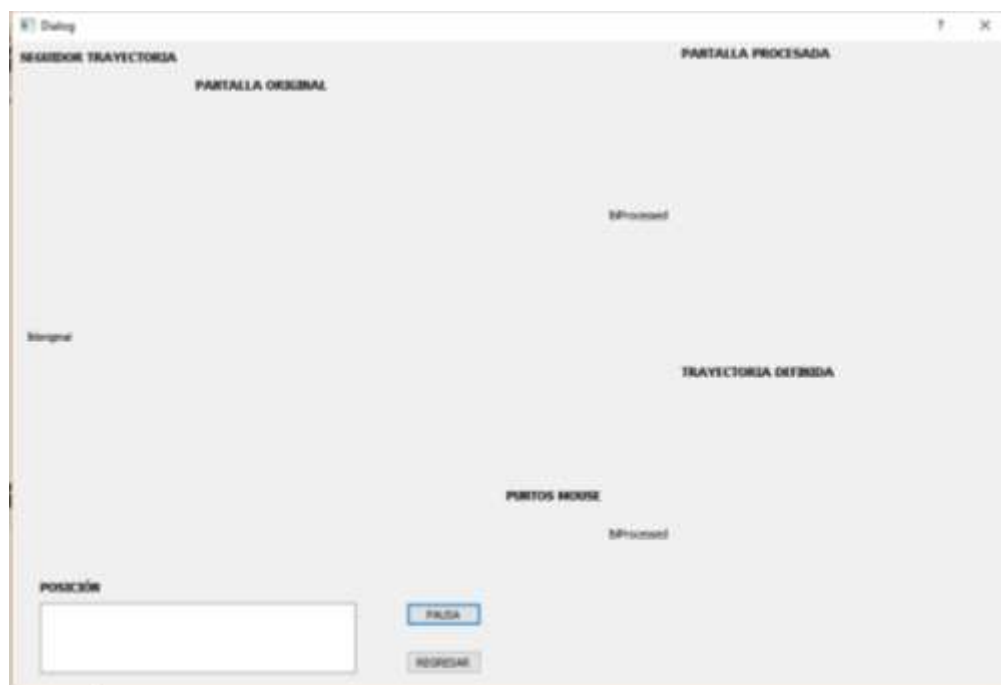 Dialog
SEGUIDOR TRAYECTORIA
PANTALLA PROCESADA
PANTALLA ORIGINAL
lblProcessed
lbloriginal
TRAYECTORIA DEFINIDA
PUNTOS MOUSE
lblProcessed
POSICIÓN
PAUSA
REGRESAR